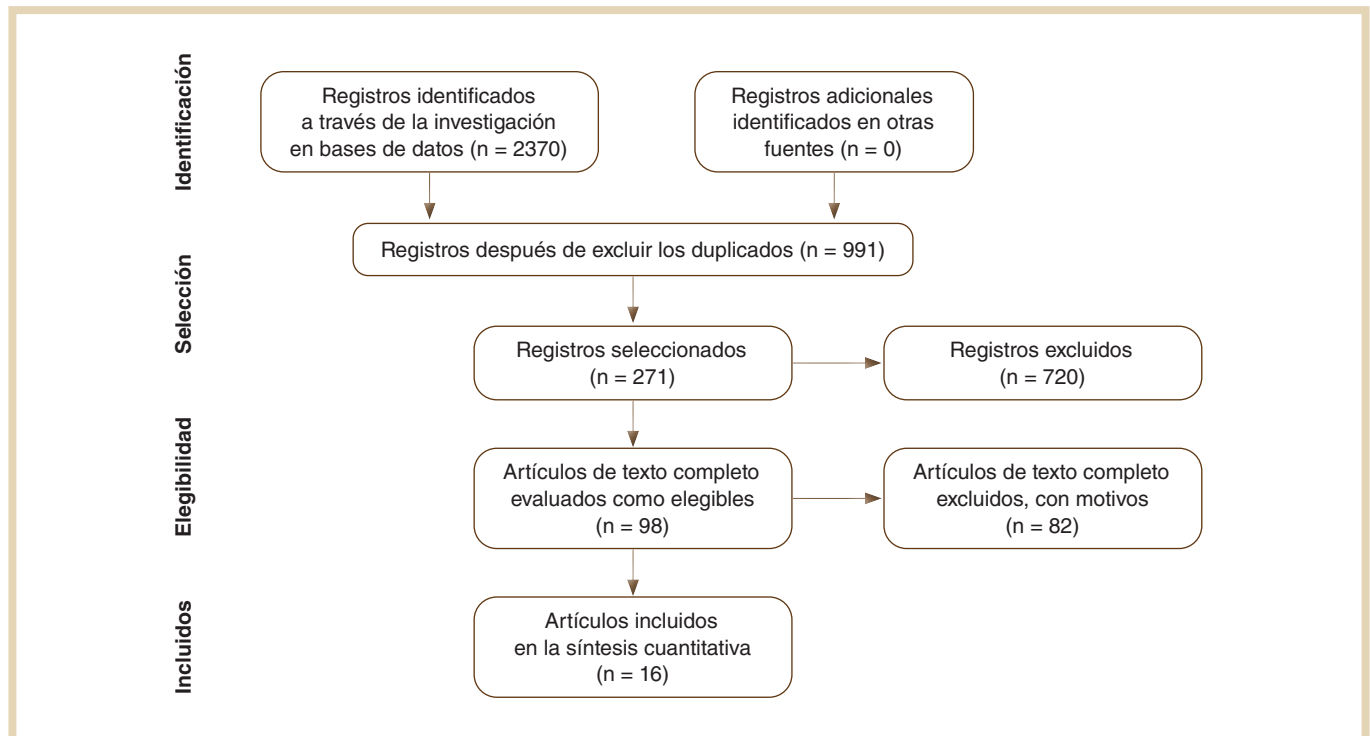 Identificación
Registros identificados
a través de la investigación
en bases de datos (n = 2370)
Registros adicionales
identificados en otras
fuentes (n = 0)
Selección
Registros después de excluir los duplicados (n = 991)
Registros seleccionados
(n = 271)
Registros excluidos
(n = 720)
Elegibilidad
Artículos de texto completo
evaluados como elegibles
(n = 98)
Artículos de texto completo
excluidos, con motivos
(n = 82)
Incluidos
Artículos incluidos
en la síntesis cuantitativa
(n = 16)